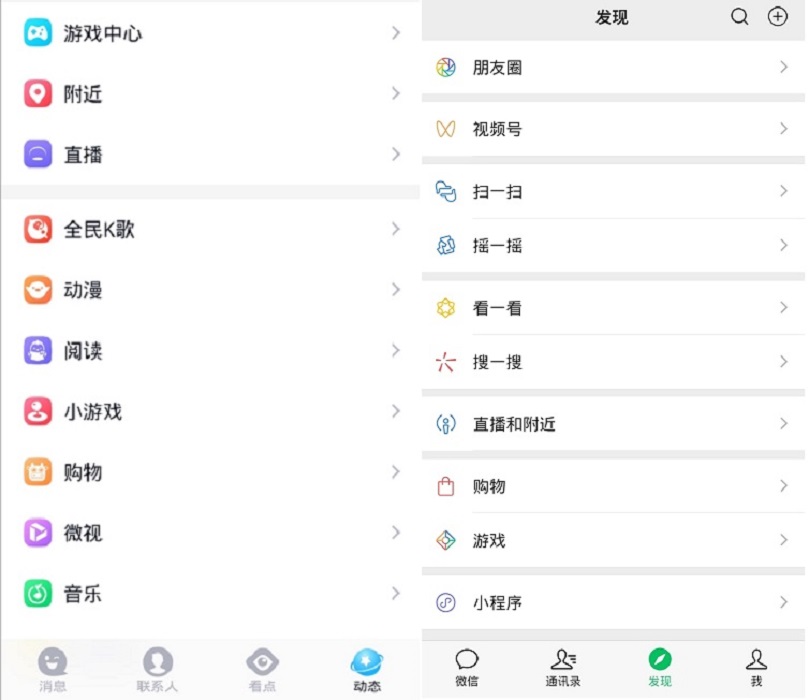 游戏中心
附近
直播
全民K歌
动漫
阅读
小游戏
购物
微视
音乐
消息
联系人
看点
动态
发现
朋友圈
视频号
扫一扫
摇一摇
看一看
搜一搜
直播和附近
购物
游戏
小程序
微信
通讯录
发现
我